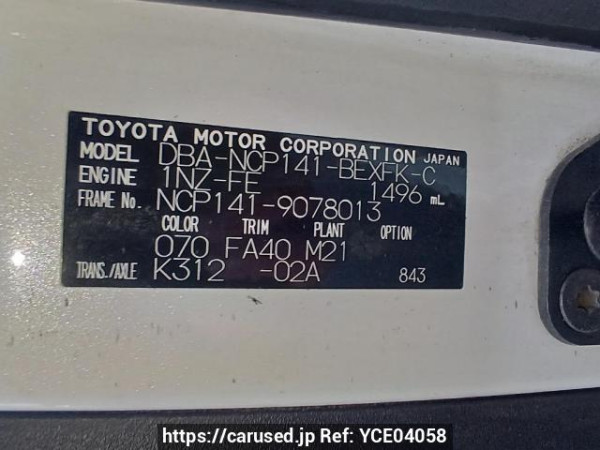 TOYOTA MOTOR CORPORATION JAPAN
MODEL DBA-NCP141-BEXFK-C
ENGINE 1NZ-FE 1496 mL
FRAME No. NCP141-9078013
COLOR TRIM PLANT OPTION
070 FA40 M21
TRANS./AXLE K312 -02A 843
https://carused.jp Ref: YCE04058